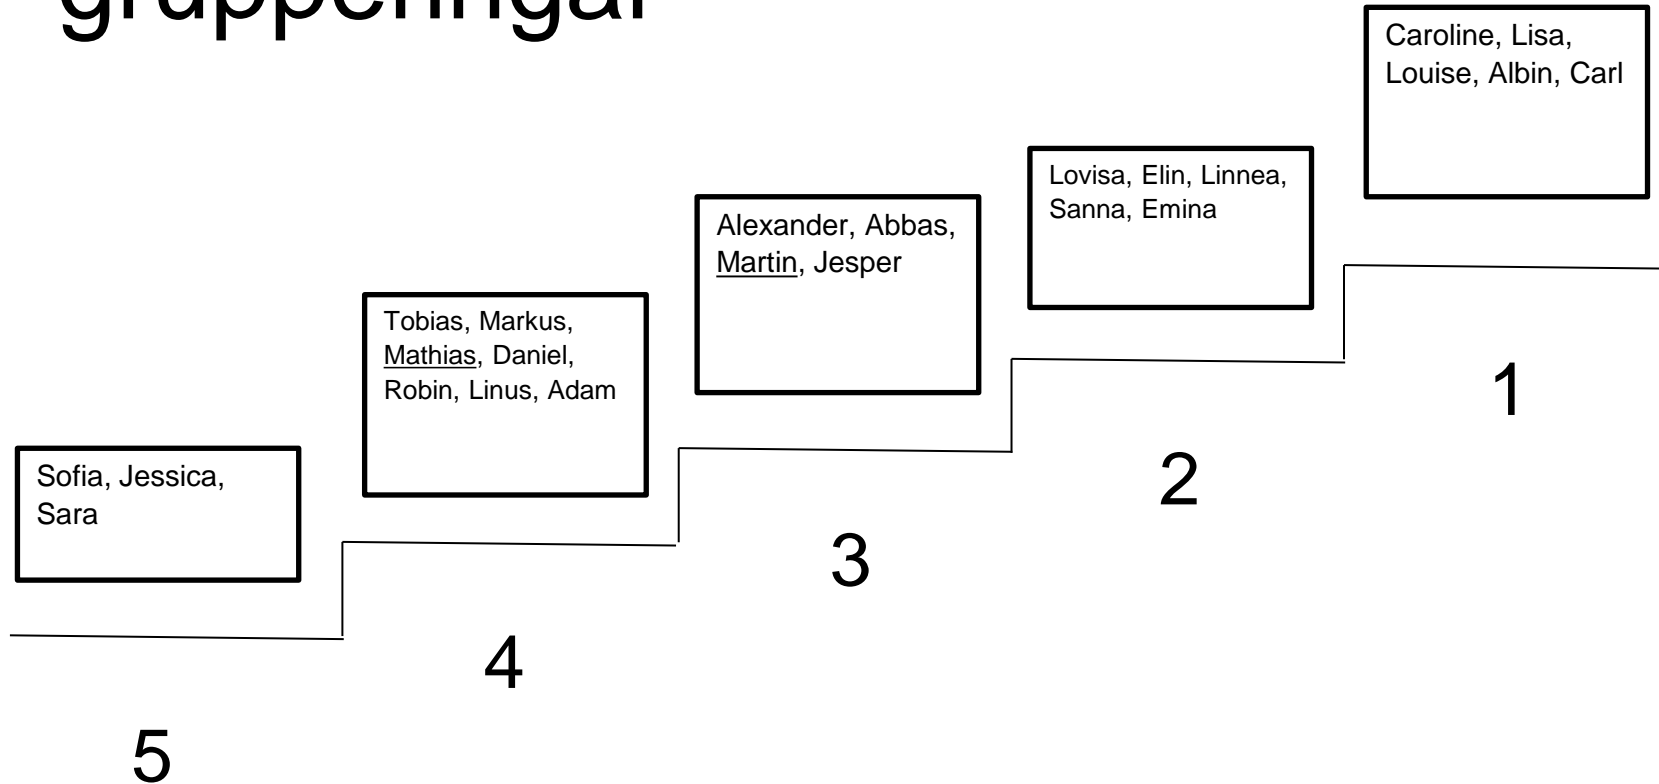 grupperingar
Caroline, Lisa,
Louise, Albin, Carl
Lovisa, Elin, Linnea,
Sanna, Emina
Alexander, Abbas,
Martin, Jesper
Tobias, Markus,
Mathias, Daniel,
Robin, Linus, Adam
Sofia, Jessica,
Sara
1
2
3
4
5